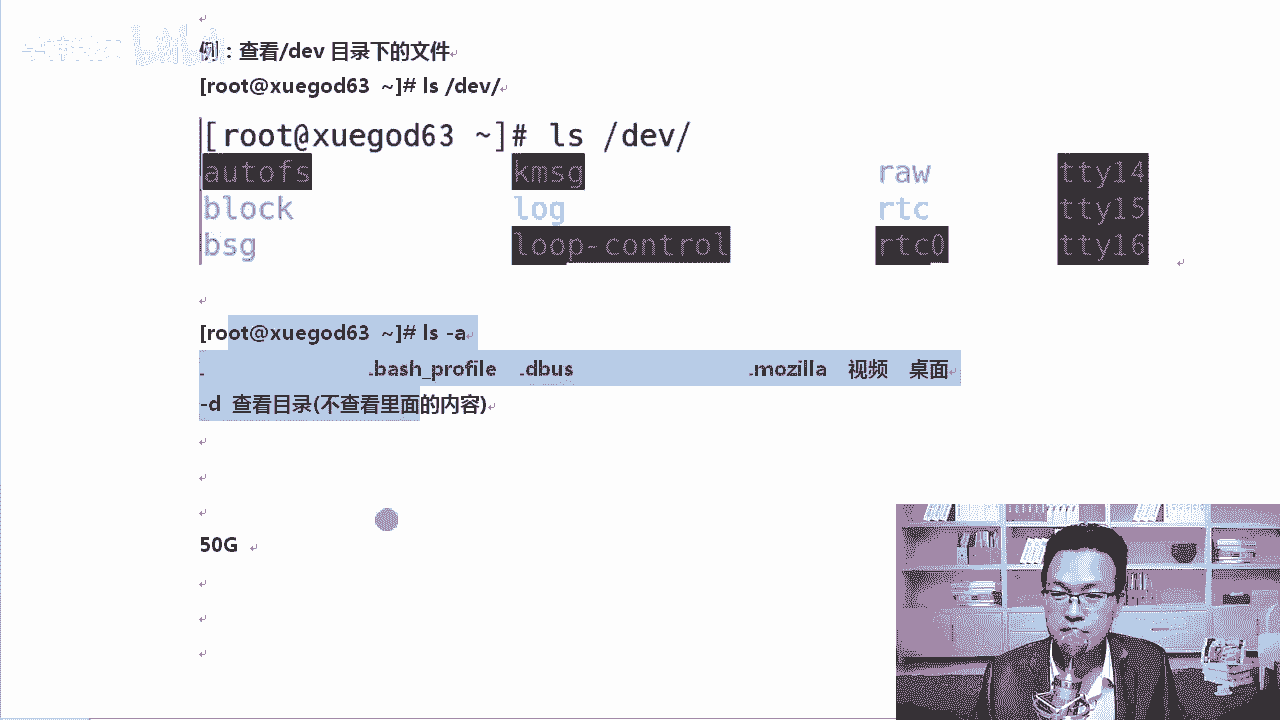 例：查看/dev 目录下的文件
[root@xuegod63 ~]# ls /dev/
[root@xuegod63 ~]# ls /dev/
autofs kmsg raw tty14
block log rtc tty15
bsg loop-control rtc0 tty16
[root@xuegod63 ~]# ls -a
. .bash_profile .dbus .mozilla 视频 桌面
-d 查看目录(不查看里面的内容)
50G